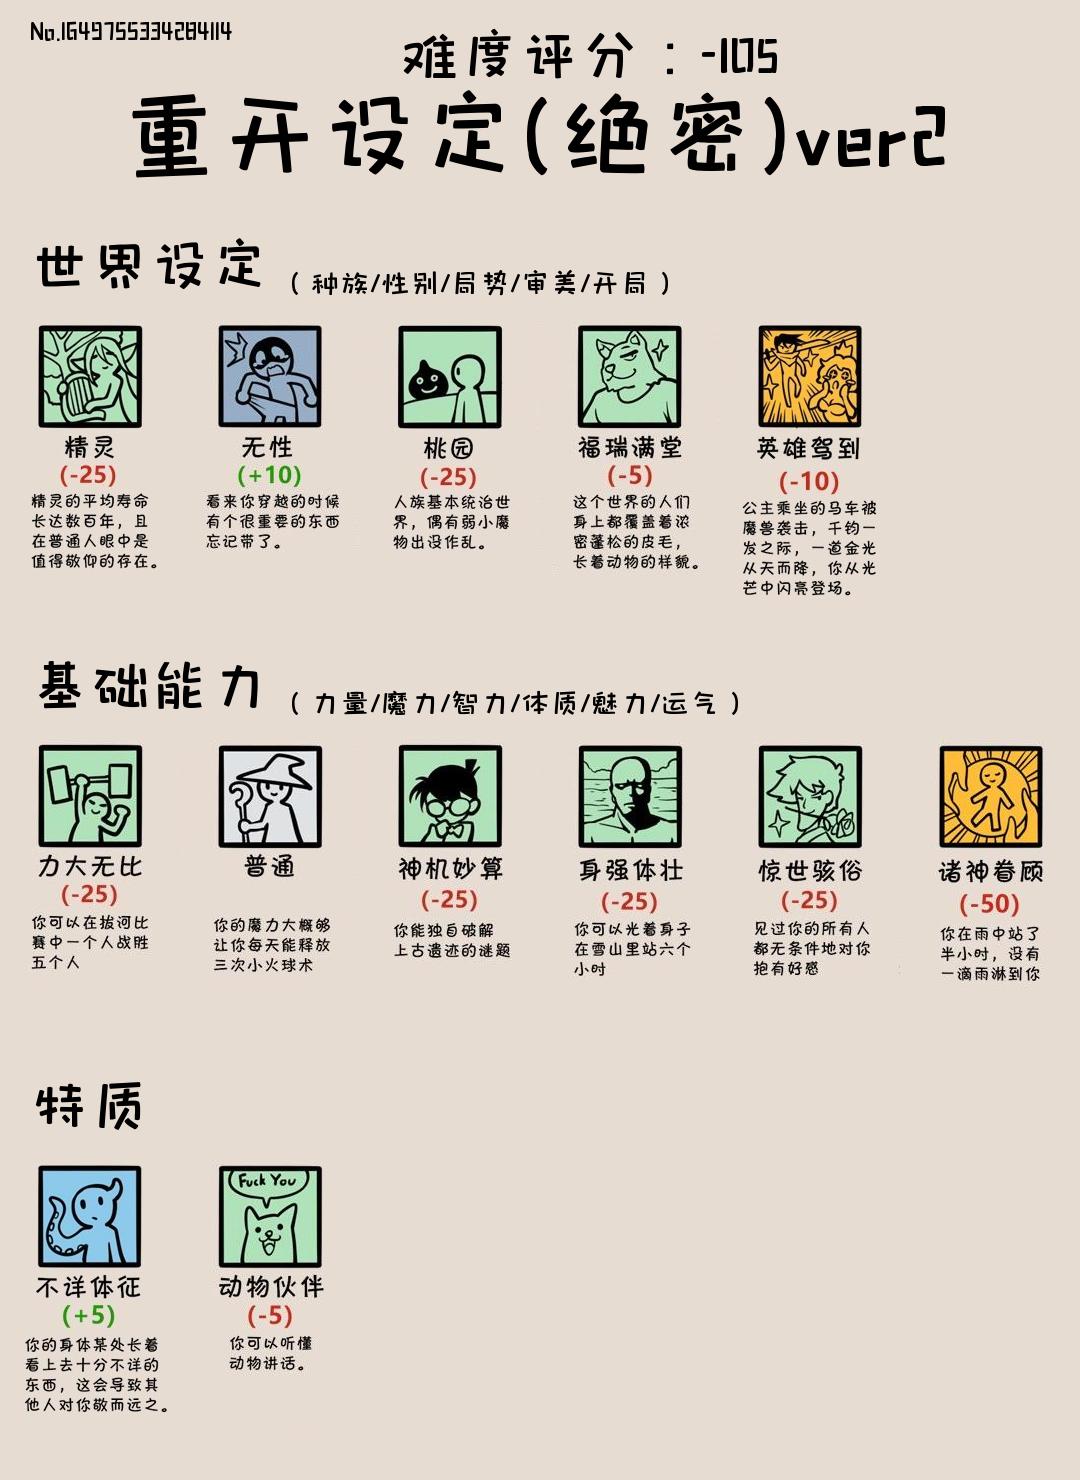 No.1649755334284114
难度评分：-105
重开设定(绝密)ver2
世界设定（种族/性别/局势/审美/开局）
精灵
(-25)
精灵的平均寿命
长达数百年，且
在普通人眼中是
值得敬仰的存在。
无性
(+10)
看来你穿越的时候
有个很重要的东西
忘记带了。
桃园
(-25)
人族基本统治世
界，偶有弱小魔
物出没作乱。
福瑞满堂
(-5)
这个世界的人们
身上都覆盖着浓
密蓬松的皮毛，
长着动物的样貌。
英雄驾到
(-10)
公主乘坐的马车被
魔兽袭击，千钧一
发之际，一道金光
从天而降，你从光
芒中闪亮登场。
基础能力（力量/魔力/智力/体质/魅力/运气）
力大无比
(-25)
你可以在拔河比
赛中一个人战胜
五个人
普通
你的魔力大概够
让你每天能释放
三次小火球术
神机妙算
(-25)
你能独自破解
上古遗迹的谜题
身强体壮
(-25)
你可以光着身子
在雪山里站六个
小时
惊世骇俗
(-25)
见过你的所有人
都无条件地对你
抱有好感
诸神眷顾
(-50)
你在雨中站了
半小时，没有
一滴雨淋到你
特质
不详体征
(+5)
你的身体某处长着
看上去十分不详的
东西，这会导致其
他人对你敬而远之。
Fuck You
动物伙伴
(-5)
你可以听懂
动物讲话。